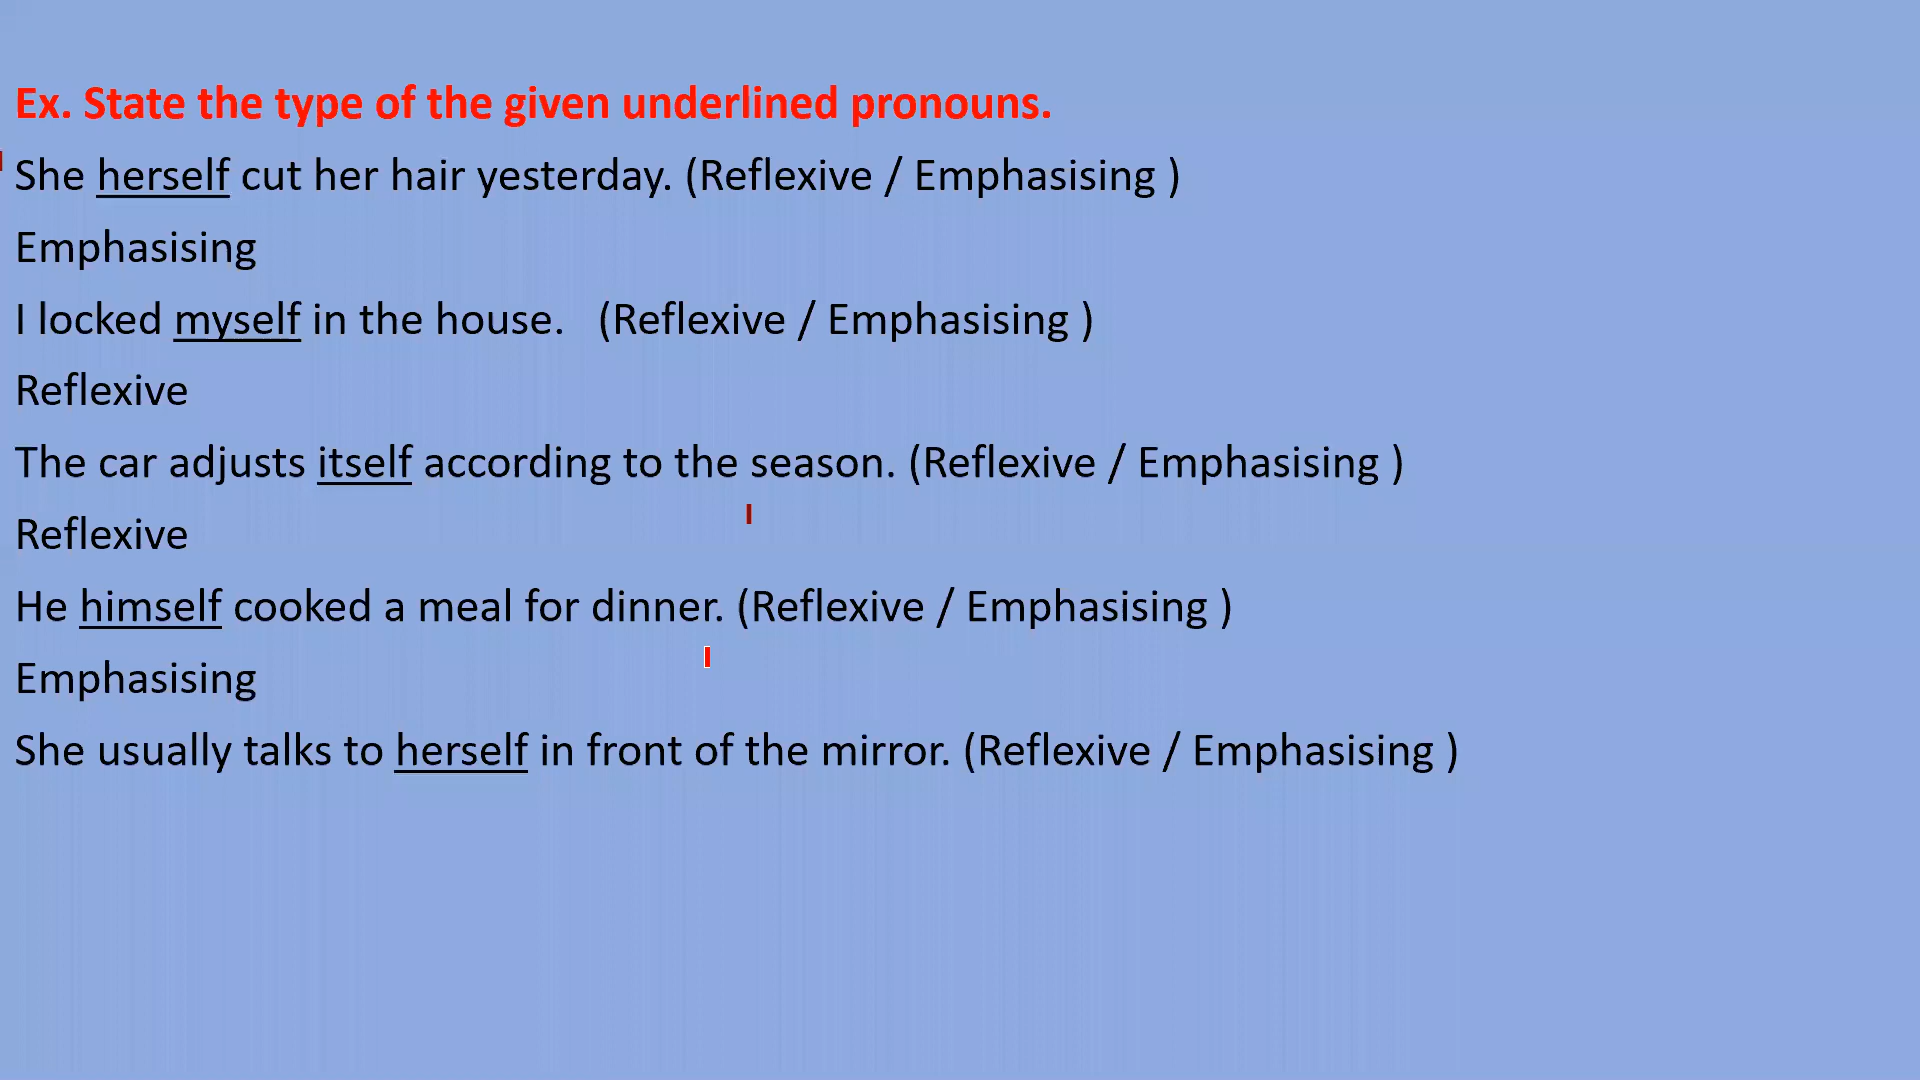 Ex. State the type of the given underlined pronouns.
She herself cut her hair yesterday. (Reflexive / Emphasising )
Emphasising
I locked myself in the house.   (Reflexive / Emphasising )
Reflexive
The car adjusts itself according to the season. (Reflexive / Emphasising )
Reflexive
He himself cooked a meal for dinner. (Reflexive / Emphasising )
Emphasising
She usually talks to herself in front of the mirror. (Reflexive / Emphasising )